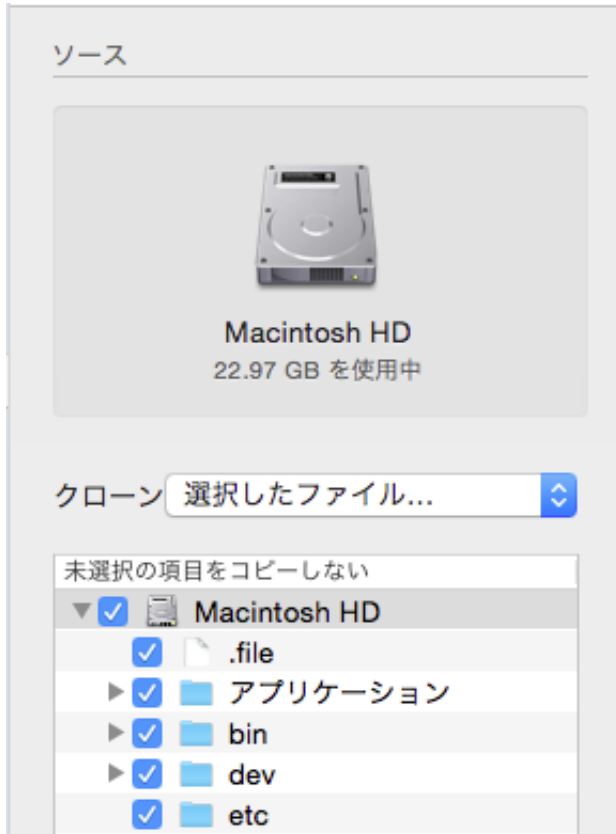 ソース
Macintosh HD
22.97 GB を使用中
クローン 選択したファイル...
未選択の項目をコピーしない
Macintosh HD
.file
アプリケーション
bin
dev
etc